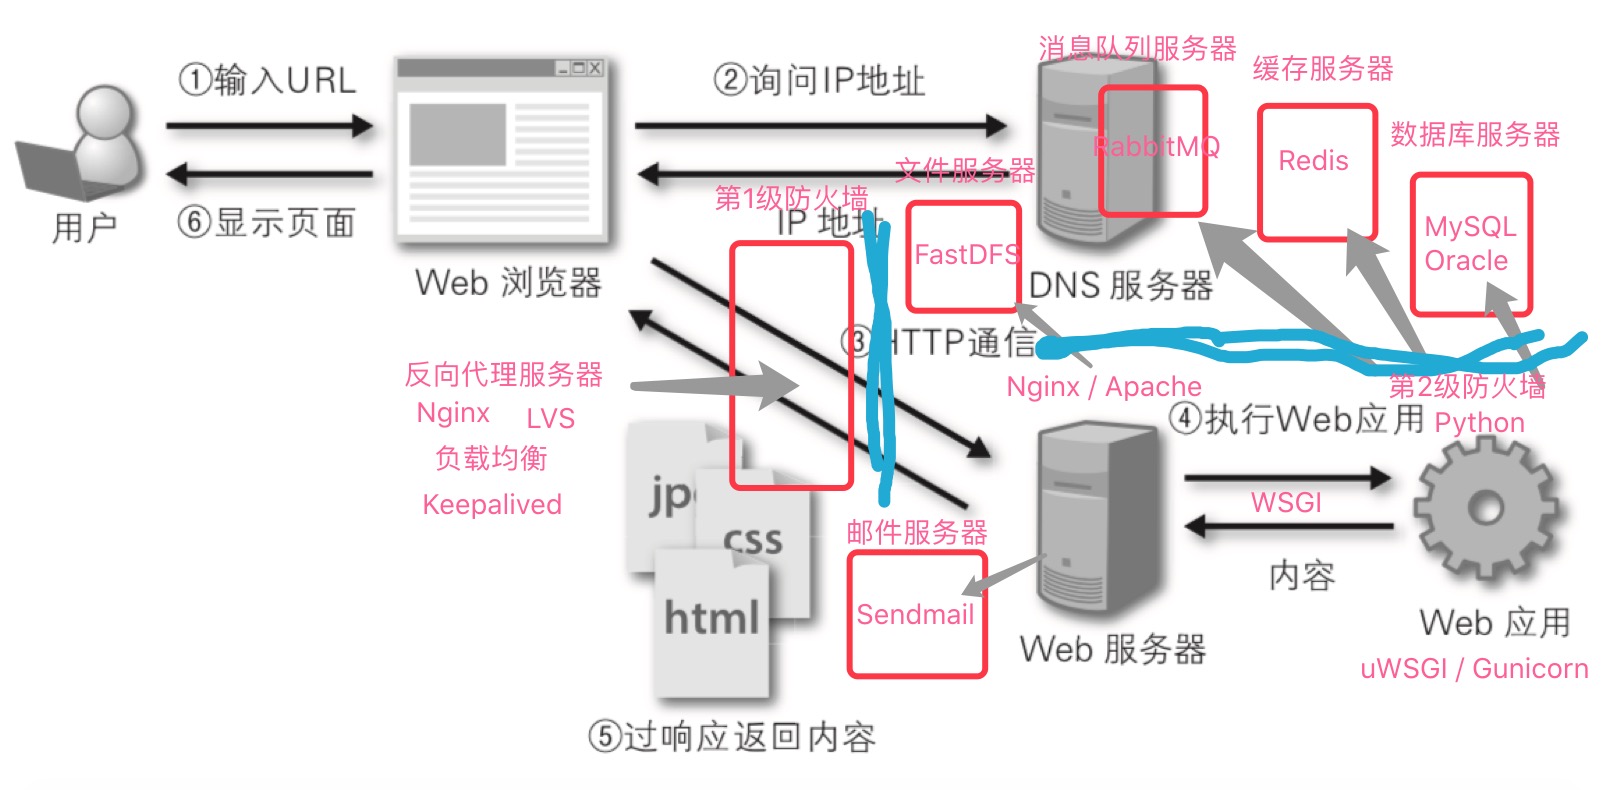 消息队列服务器
缓存服务器
①输入URL
②询问IP地址
数据库服务器
RabbitMQ
Redis
文件服务器
第1级防火墙
用户
⑥显示页面
IP 地址
MySQL
Oracle
FastDFS
Web 浏览器
DNS 服务器
③HTTP通信
反向代理服务器
Nginx
LVS
Nginx / Apache
第2级防火墙
④执行Web应用
Python
负载均衡
Keepalived
jp
css
html
WSGI
邮件服务器
内容
Sendmail
Web 服务器
Web 应用
uWSGI / Gunicorn
⑤过响应返回内容